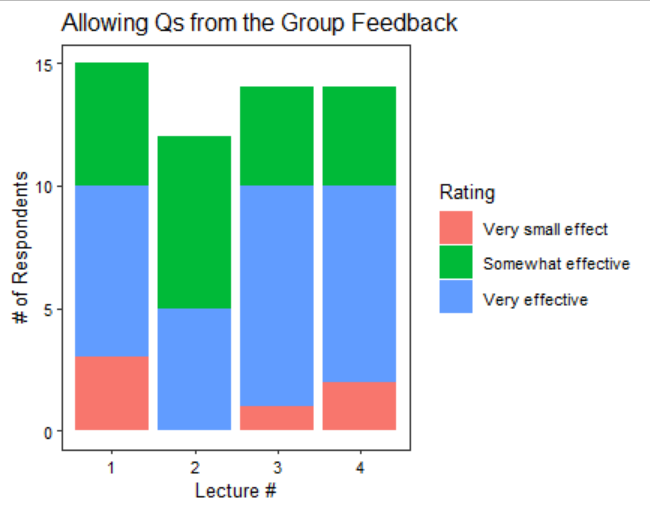 Allowing Qs from the Group Feedback
# of Respondents
15
10
5
0
1 2 3 4
Lecture #
Rating
Very small effect
Somewhat effective
Very effective